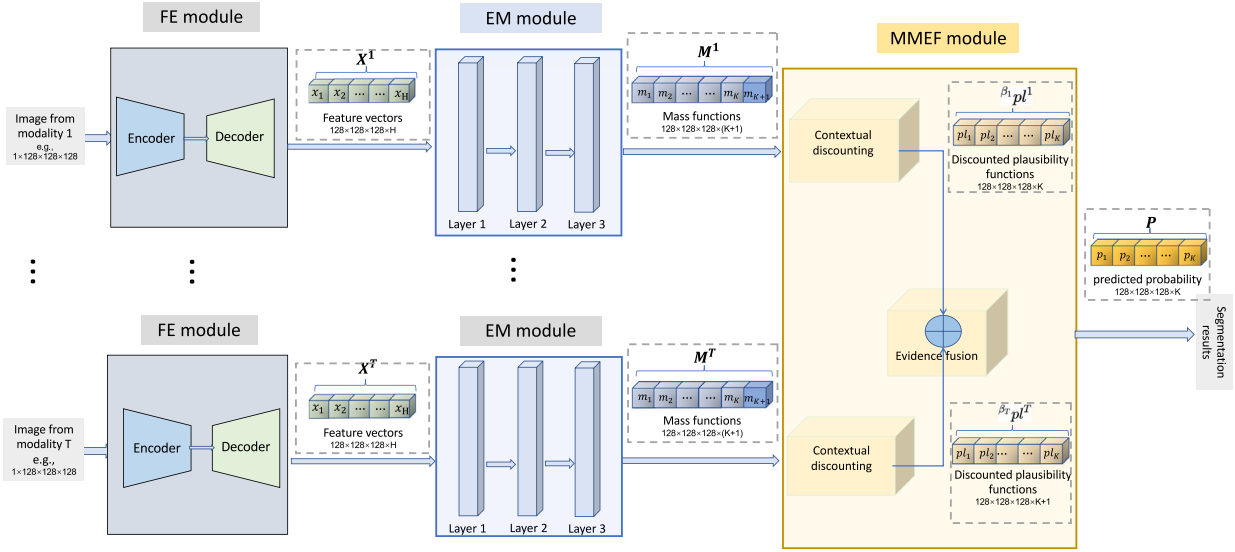 FE module
EM module
MMEF module
Image from
modality 1
e.g.,
1×128×128×128
Encoder
Decoder
X¹
x₁ x₂ ... ... x_H
Feature vectors
128×128×128×H
Layer 1
Layer 2
Layer 3
M¹
m₁ m₂ ... ... m_K m_{K+1}
Mass functions
128×128×128×(K+1)
Contextual
discounting
^{β₁}pl¹
pl₁ pl₂ ... ... pl_K
Discounted plausibility
functions
128×128×128×K
Evidence fusion
P
p₁ p₂ ... ... p_K
predicted probability
128×128×128×K
Segmentation
results
FE module
EM module
Image from
modality T
e.g.,
1×128×128×128
Encoder
Decoder
X^T
x₁ x₂ ... ... x_H
Feature vectors
128×128×128×H
Layer 1
Layer 2
Layer 3
M^T
m₁ m₂ ... ... m_K m_{K+1}
Mass functions
128×128×128×(K+1)
Contextual
discounting
^{β_T}pl^T
pl₁ pl₂ ... ... pl_K
Discounted plausibility
functions
128×128×128×K+1